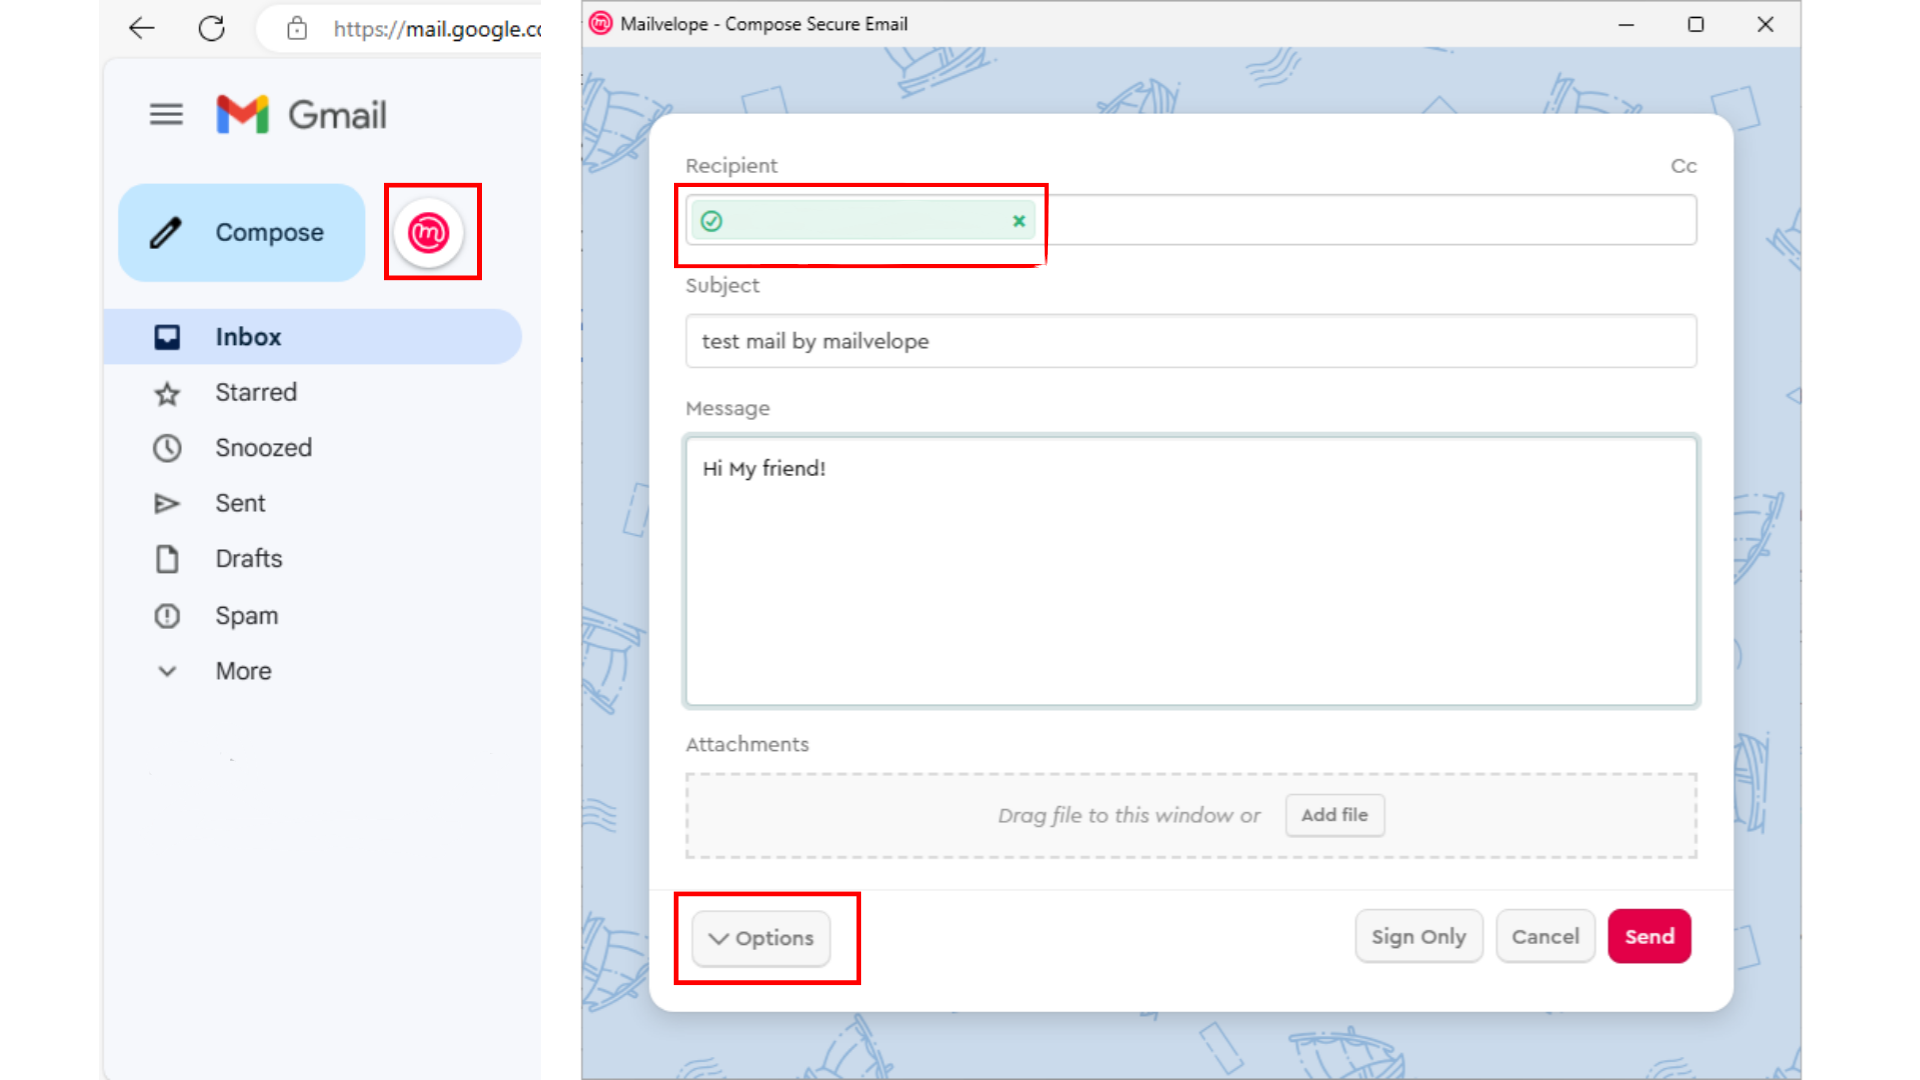 https://mail.google.c
Gmail
Compose
Inbox
Starred
Snoozed
Sent
Drafts
Spam
More
Mailvelope - Compose Secure Email
Recipient
Cc
Subject
test mail by mailvelope
Message
Hi My friend!
Attachments
Drag file to this window or Add file
Options
Sign Only Cancel Send